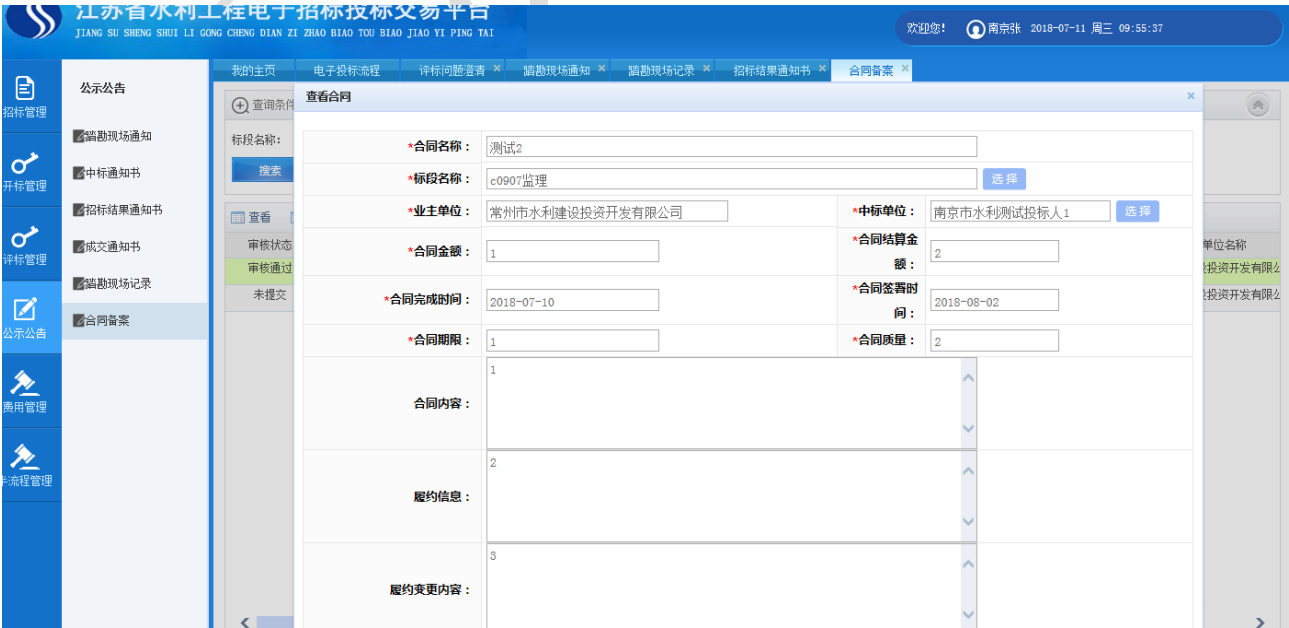 江苏省水利工程电子招标投标交易平台
JIANG SU SHENG SHUI LI GONG CHENG DIAN ZI ZHAO BIAO TOU BIAO JIAO YI PING TAI
欢迎您! 南京张 2018-07-11 周三 09:55:37
我的主页 电子投标流程 评标问题澄清 × 踏勘现场通知 × 踏勘现场记录 × 招标结果通知书 × 合同备案 ×
招标管理
开标管理
评标管理
公示公告
费用管理
流程管理
公示公告
踏勘现场通知
中标通知书
招标结果通知书
成交通知书
踏勘现场记录
合同备案
查询条件
标段名称:
搜索
查看
审核状态
审核通过
未提交
查看合同 ×
*合同名称: 测试2
*标段名称: c0907监理 选择
*业主单位: 常州市水利建设投资开发有限公司 *中标单位: 南京市水利测试投标人1 选择
*合同金额: 1 *合同结算金额: 2
*合同完成时间: 2018-07-10 *合同签署时间: 2018-08-02
*合同期限: 1 *合同质量: 2
合同内容: 1
履约信息: 2
履约变更内容: 3
单位名称
投资开发有限
投资开发有限